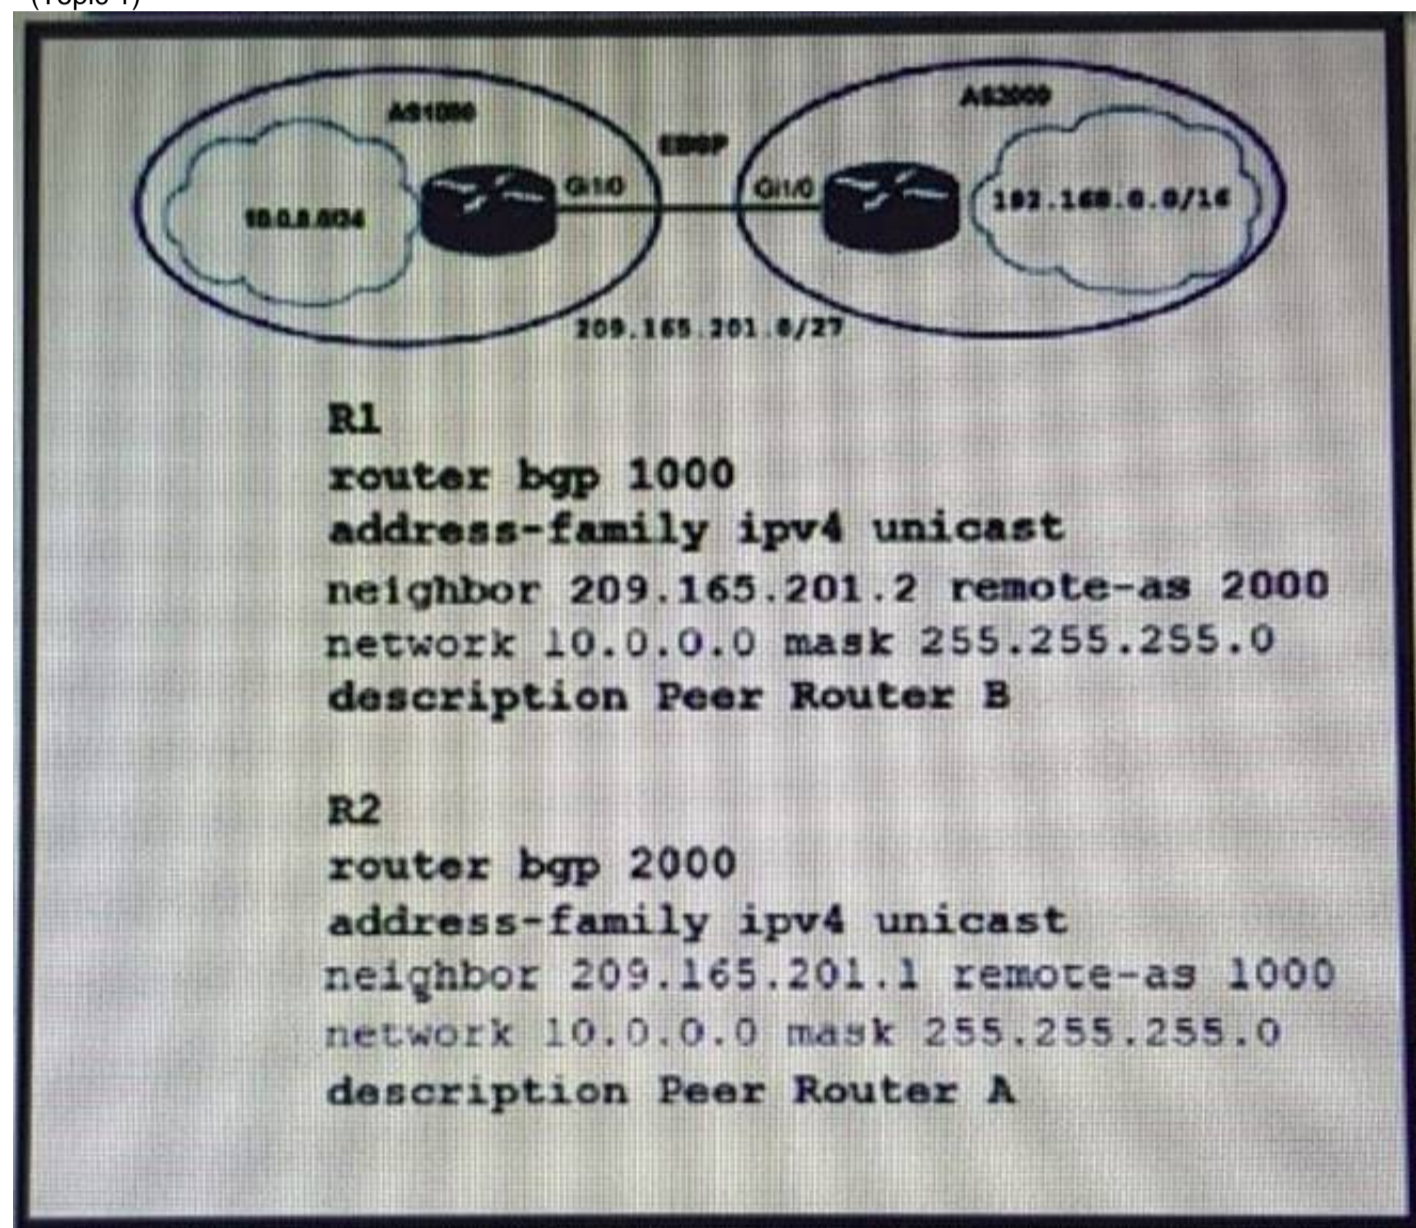 (Topic 1)
AS1000 AS2000
EBGP
Gi1/0 Gi1/0
192.168.0.0/16
209.165.201.0/27
R1
router bgp 1000
address-family ipv4 unicast
neighbor 209.165.201.2 remote-as 2000
network 10.0.0.0 mask 255.255.255.0
description Peer Router B
R2
router bgp 2000
address-family ipv4 unicast
neighbor 209.165.201.1 remote-as 1000
network 10.0.0.0 mask 255.255.255.0
description Peer Router A